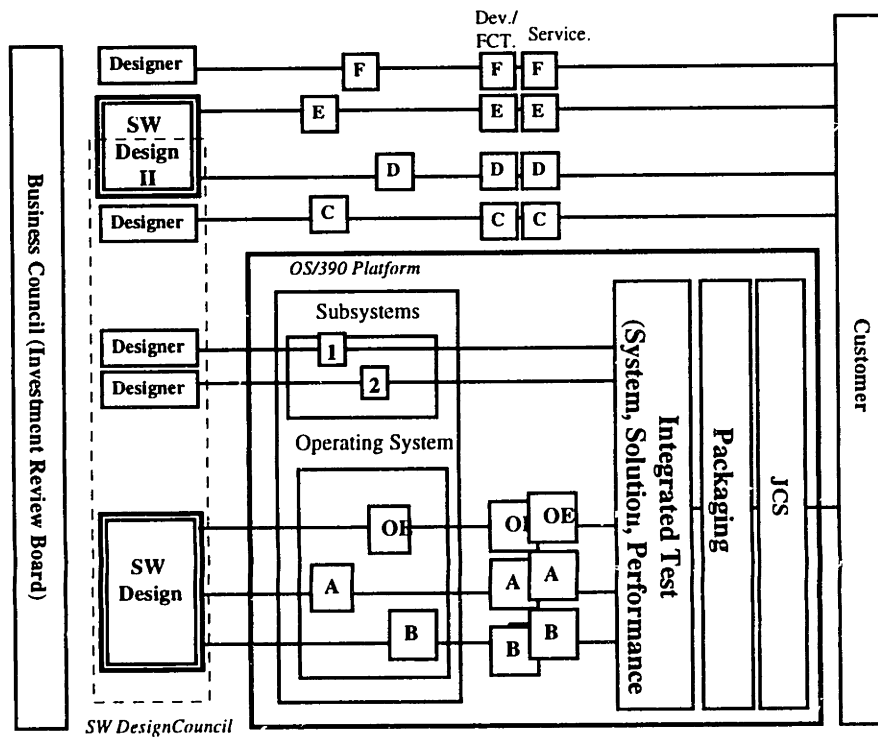 Dev./
FCT.
Service.
Designer
F
F
F
SW
Design
II
E
E
E
D
D
D
Designer
C
C
C
Business Council (Investment Review Board)
OS/390 Platform
Subsystems
Designer
1
Designer
2
Operating System
OE
OE
OE
SW
Design
A
A
A
B
B
B
Integrated Test
(System, Solution, Performance
Packaging
JCS
Customer
SW DesignCouncil